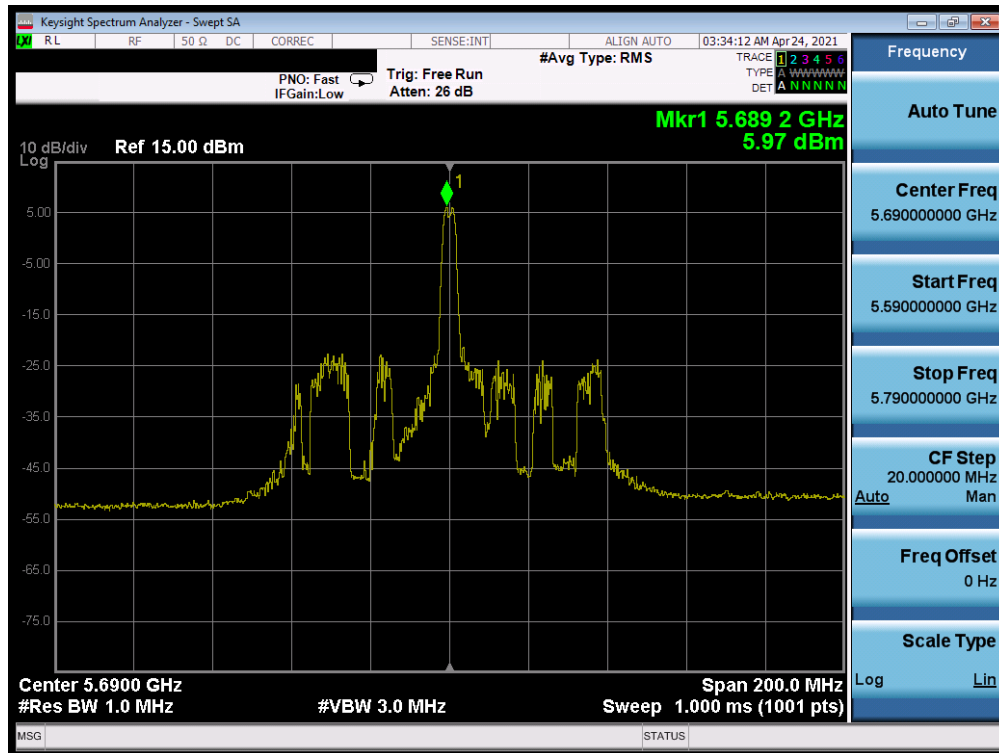 Keysight Spectrum Analyzer - Swept SA
LXI RL RF 50 Ω DC CORREC SENSE:INT ALIGN AUTO 03:34:12 AM Apr 24, 2021
PNO: Fast
IFGain:Low
Trig: Free Run
Atten: 26 dB
#Avg Type: RMS
TRACE 1 2 3 4 5 6
TYPE A WWWWWW
DET A N N N N N
Mkr1 5.689 2 GHz
5.97 dBm
10 dB/div Ref 15.00 dBm
Log
1
5.00
-5.00
-15.0
-25.0
-35.0
-45.0
-55.0
-65.0
-75.0
Center 5.6900 GHz Span 200.0 MHz
#Res BW 1.0 MHz #VBW 3.0 MHz Sweep 1.000 ms (1001 pts)
MSG STATUS
Frequency
Auto Tune
Center Freq
5.690000000 GHz
Start Freq
5.590000000 GHz
Stop Freq
5.790000000 GHz
CF Step
20.000000 MHz
Auto Man
Freq Offset
0 Hz
Scale Type
Log Lin